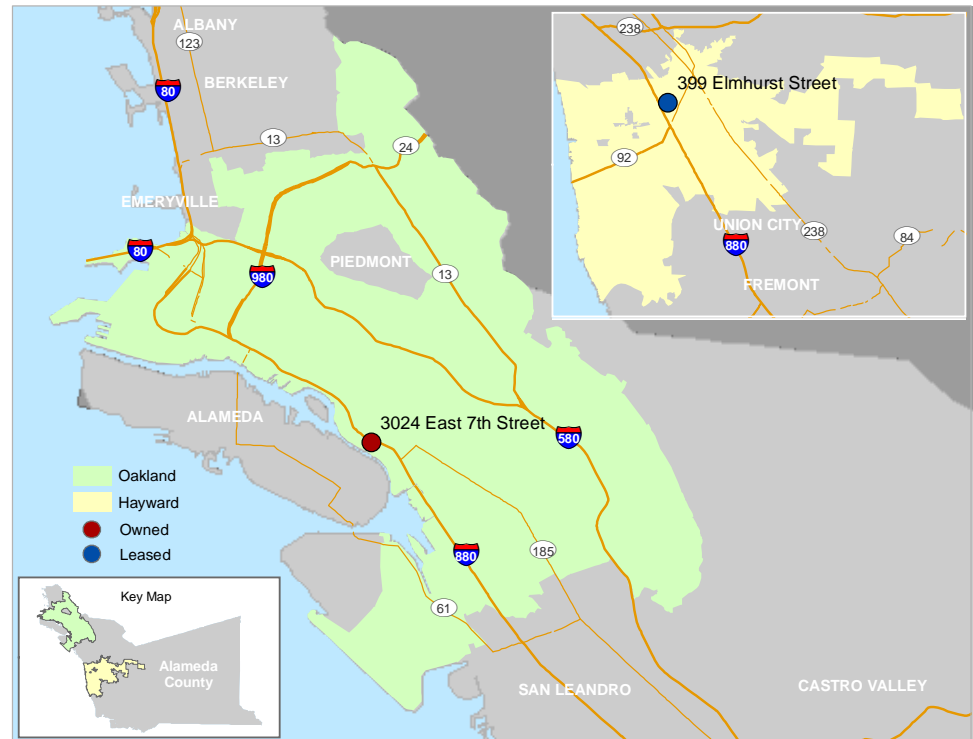 ALBANY
123
BERKELEY
80
13
24
EMERYVILLE
80
980
PIEDMONT
13
ALAMEDA
3024 East 7th Street
580
880
185
61
SAN LEANDRO
CASTRO VALLEY
238
399 Elmhurst Street
92
UNION CITY
880
238
84
FREMONT
Oakland
Hayward
Owned
Leased
Key Map
Alameda
County